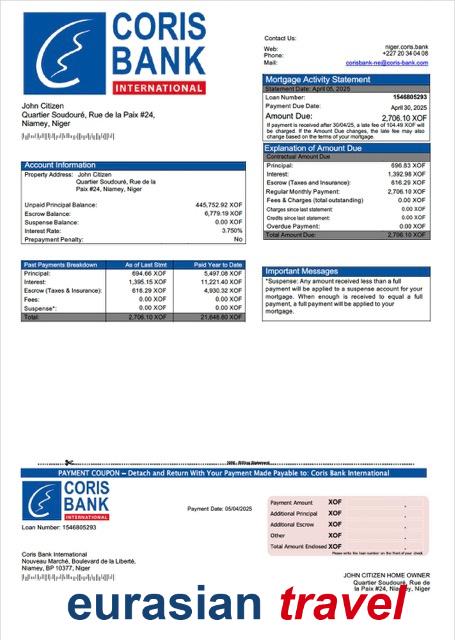 CORIS
BANK
INTERNATIONAL
Contact Us:
Web: niger.coris.bank
Phone: +227 20 34 04 08
Mail: corisbank-ne@coris-bank.com
John Citizen
Quartier Soudouré, Rue de la Paix #24,
Niamey, Niger
Mortgage Activity Statement
Statement Date: April 05, 2025
Loan Number: 1546805293
Payment Due Date: April 30, 2025
Amount Due: 2,706.10 XOF
If payment is received after 30/04/25, a late fee of 104.49 XOF will
be charged. If the Amount Due changes, the late fee may also
change based on the terms of your mortgage.
Explanation of Amount Due
Contractual Amount Due
Principal: 696.83 XOF
Interest: 1,392.98 XOF
Escrow (Taxes and Insurance): 616.29 XOF
Regular Monthly Payment: 2,706.10 XOF
Fees & Charges (total outstanding) 0.00 XOF
Charges since last statement: 0.00 XOF
Credits since last statement: 0.00 XOF
Overdue Payment: 0.00 XOF
Total Amount Due: 2,706.10 XOF
Account Information
Property Address: John Citizen
Quartier Soudouré, Rue de la
Paix #24, Niamey, Niger
Unpaid Principal Balance: 445,752.92 XOF
Escrow Balance: 6,779.19 XOF
Suspense Balance: 0.00 XOF
Interest Rate: 3.750%
Prepayment Penalty: No
Past Payments Breakdown As of Last Stmt Paid Year to Date
Principal: 694.66 XOF 5,497.08 XOF
Interest: 1,395.15 XOF 11,221.40 XOF
Escrow (Taxes & Insurance): 616.29 XOF 4,930.32 XOF
Fees: 0.00 XOF 0.00 XOF
Suspense*: 0.00 XOF 0.00 XOF
Total: 2,706.10 XOF 21,648.80 XOF
Important Messages
*Suspense: Any amount received less than a full
payment will be applied to a suspense account for your
mortgage. When enough is received to equal a full
payment, a full payment will be applied to your
mortgage.
Billing Statement
PAYMENT COUPON – Detach and Return With Your Payment Made Payable to: Coris Bank International
CORIS
BANK
INTERNATIONAL
Loan Number: 1546805293
Payment Date: 05/04/2025
Payment Amount XOF .
Additional Principal XOF .
Additional Escrow XOF .
Other XOF .
Total Amount Enclosed XOF .
Please write the loan number on the front of your check.
Coris Bank International
Nouveau Marché, Boulevard de la Liberté,
Niamey, BP 10377, Niger
JOHN CITIZEN HOME OWNER
Quartier Soudouré, Rue de
la Paix #24, Niamey, Niger
eurasian travel